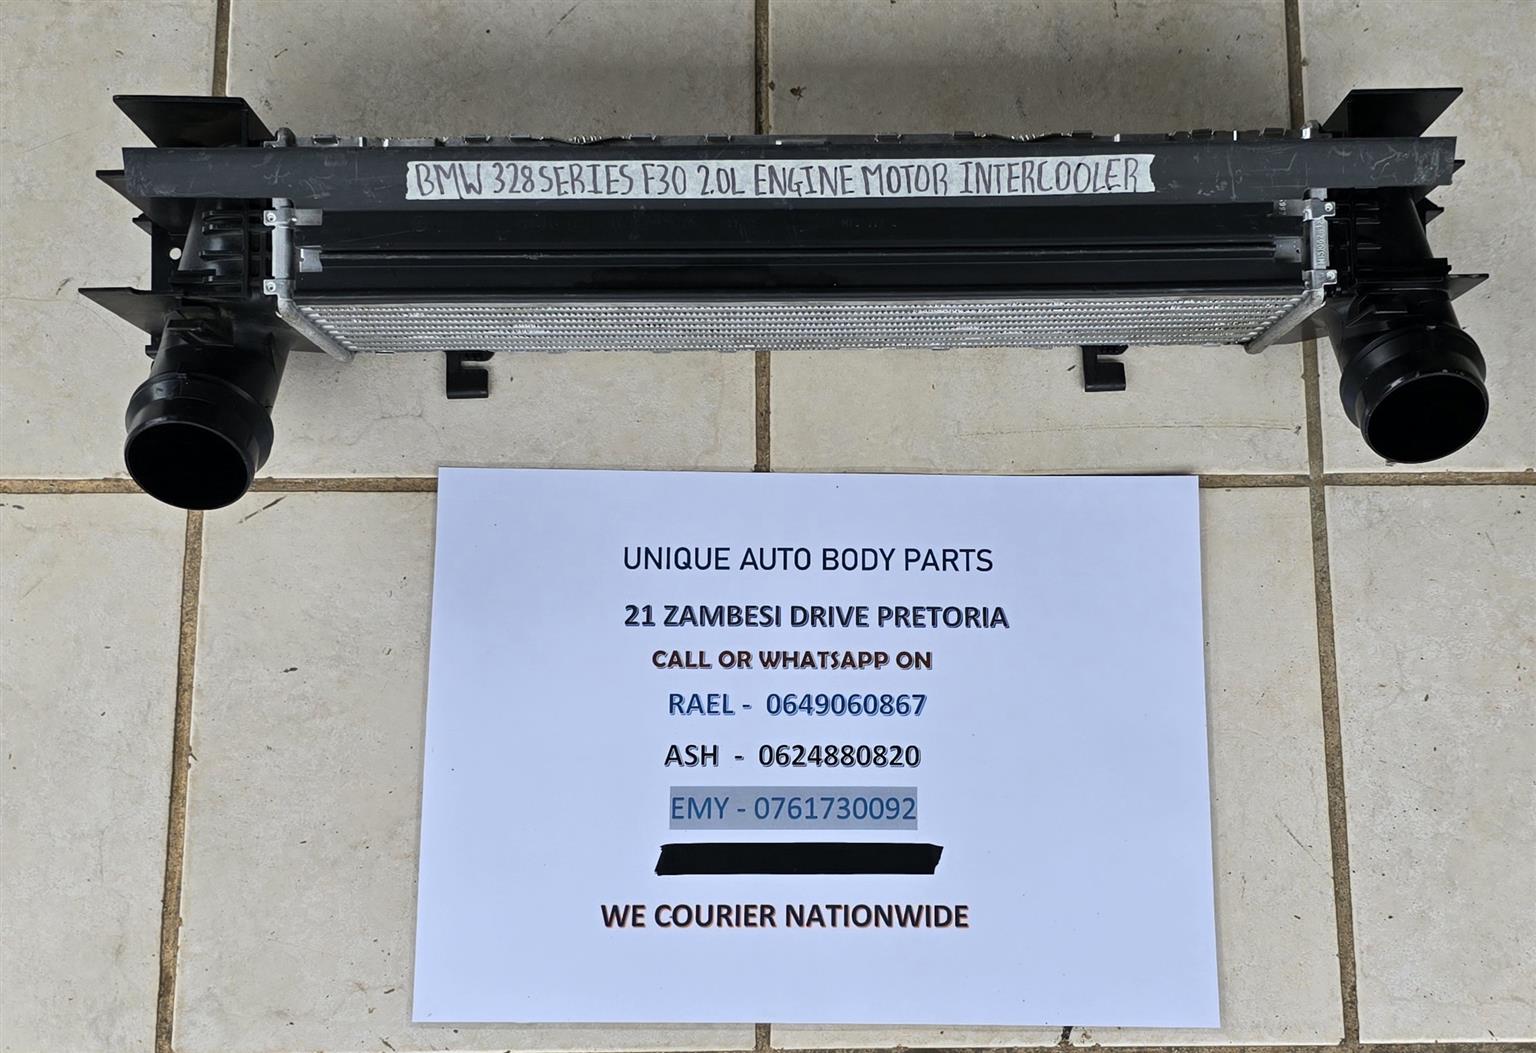 BMW 328 SERIES F30 2.0L ENGINE MOTOR INTERCOOLER
UNIQUE AUTO BODY PARTS
21 ZAMBESI DRIVE PRETORIA
CALL OR WHATSAPP ON
RAEL - 0649060867
ASH - 0624880820
EMY - 0761730092
WE COURIER NATIONWIDE